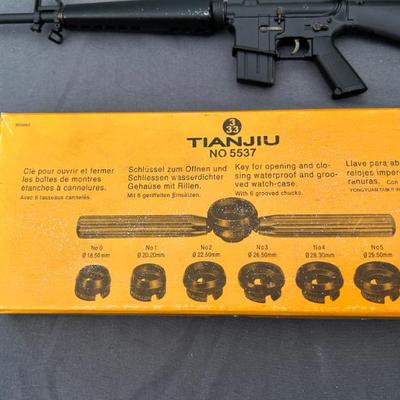 3
33
TIANJIU
NO 5537
Clé pour ouvrir et fermer
les boîtes de montres
étanches à cannelures.
Avec 6 tasseaux cannelés.
Schlüssel zum Öffnen und
Schliessen wasserdichter
Gehäuse mit Rillen.
Mit 6 geriffelten Einsätzen.
Key for opening and clo-
sing waterproof and groo-
ved watch-case.
With 6 grooved chucks.
Llave para ab
relojes imper
ranuras. Con
No 0
Ø 18.50mm
No 1
Ø 20.20mm
No 2
Ø 22.50mm
No 3
Ø 26.50mm
No 4
Ø 28.30mm
No 5
Ø 29.50mm